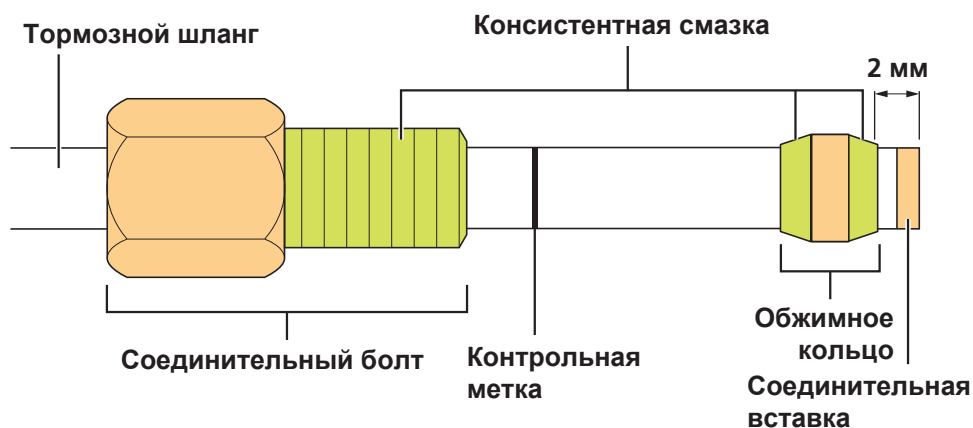 Тормозной шланг
Консистентная смазка
2 мм
Соединительный болт
Контрольная
метка
Обжимное
кольцо
Соединительная
вставка